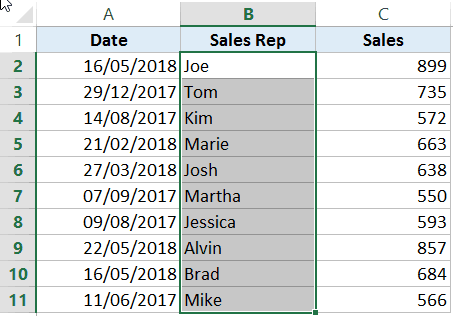 A B C
1 Date Sales Rep Sales
2 16/05/2018 Joe 899
3 29/12/2017 Tom 735
4 14/08/2017 Kim 572
5 21/02/2018 Marie 663
6 27/03/2018 Josh 638
7 07/09/2017 Martha 550
8 09/08/2017 Jessica 593
9 22/05/2018 Alvin 857
10 16/05/2018 Brad 684
11 11/06/2017 Mike 566